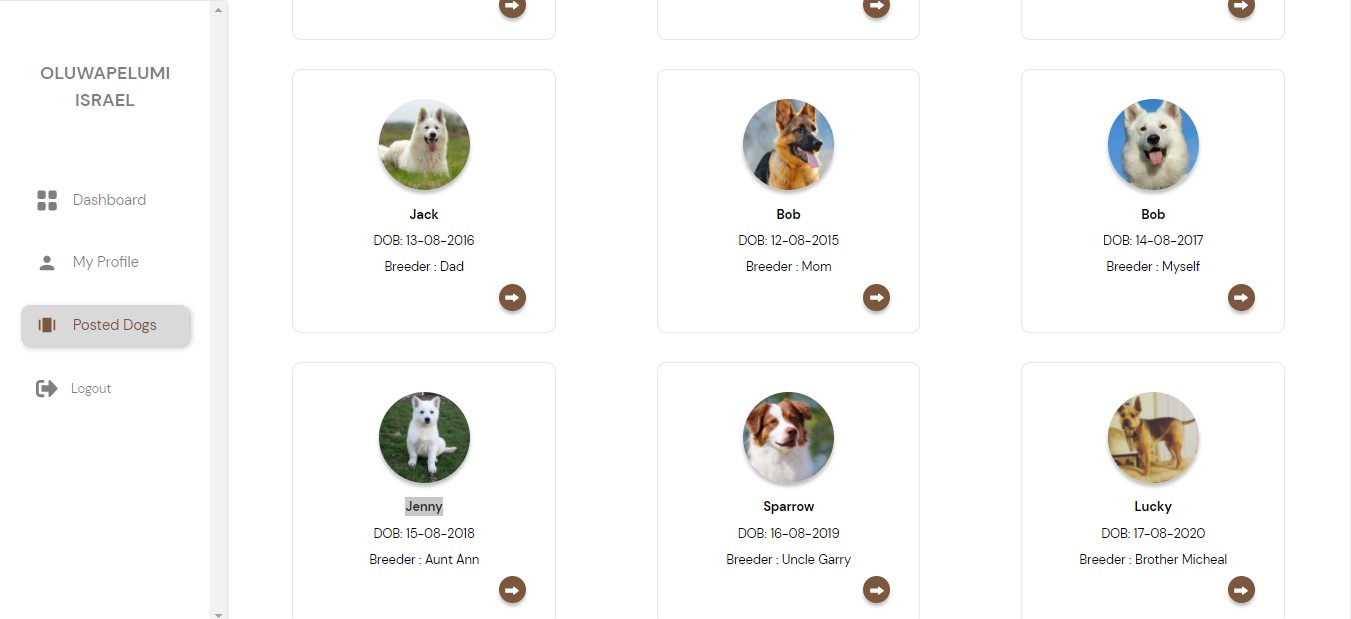 OLUWAPELUMI
ISRAEL
Dashboard
My Profile
Posted Dogs
Logout
Jack
DOB: 13-08-2016
Breeder : Dad
Bob
DOB: 12-08-2015
Breeder : Mom
Bob
DOB: 14-08-2017
Breeder : Myself
Jenny
DOB: 15-08-2018
Breeder : Aunt Ann
Sparrow
DOB: 16-08-2019
Breeder : Uncle Garry
Lucky
DOB: 17-08-2020
Breeder : Brother Micheal